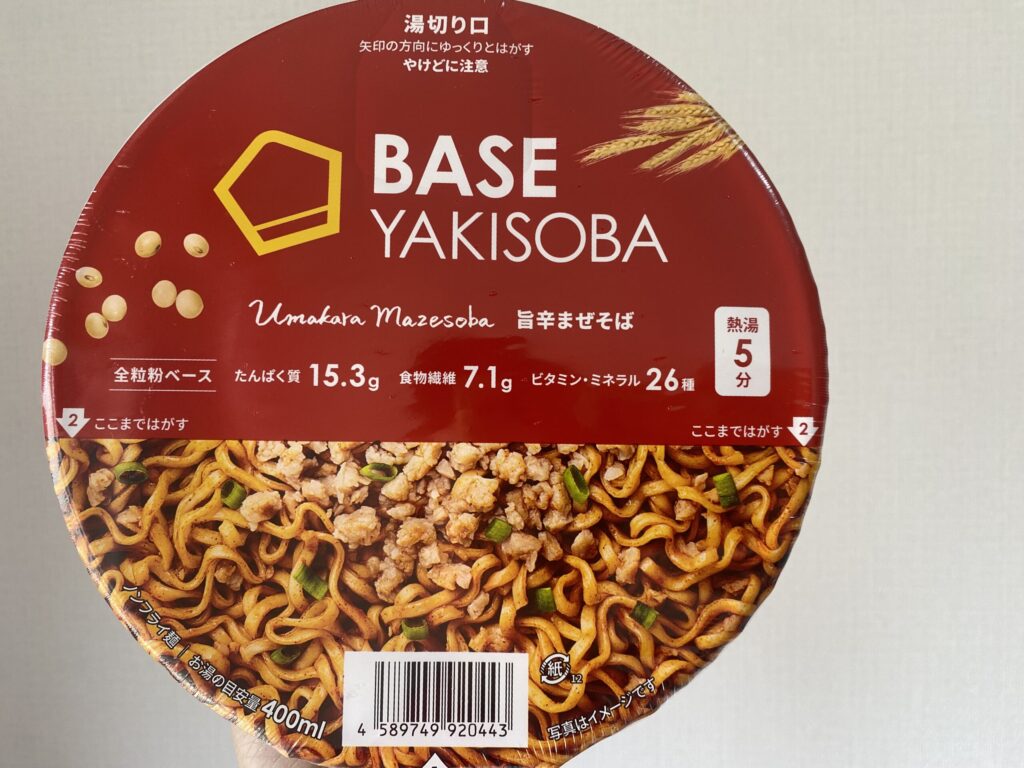 湯切り口
矢印の方向にゆっくりとはがす
やけどに注意
BASE
YAKISOBA
Umakara Mazesoba 旨辛まぜそば
熱湯
5
分
全粒粉ベース たんぱく質 15.3g 食物繊維 7.1g ビタミン・ミネラル 26種
2 ここまではがす
ここまではがす 2
ノンフライ麺 | お湯の目安量 400ml
4 589749 920443
紙
12
写真はイメージです